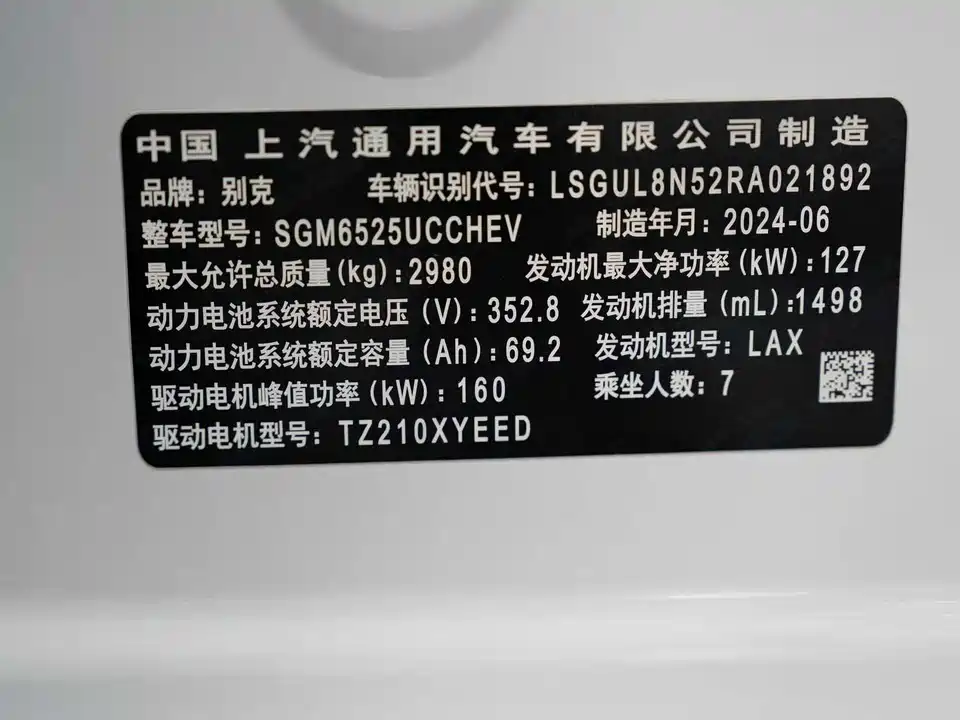 中国 上汽通用汽车有限公司制造
品牌：别克 车辆识别代号：LSGUL8N52RA021892
整车型号：SGM6525UCCHEV 制造年月：2024-06
最大允许总质量(kg)：2980 发动机最大净功率(kW)：127
动力电池系统额定电压(V)：352.8 发动机排量(mL)：1498
动力电池系统额定容量(Ah)：69.2 发动机型号：LAX
驱动电机峰值功率(kW)：160 乘坐人数：7
驱动电机型号：TZ210XYEED